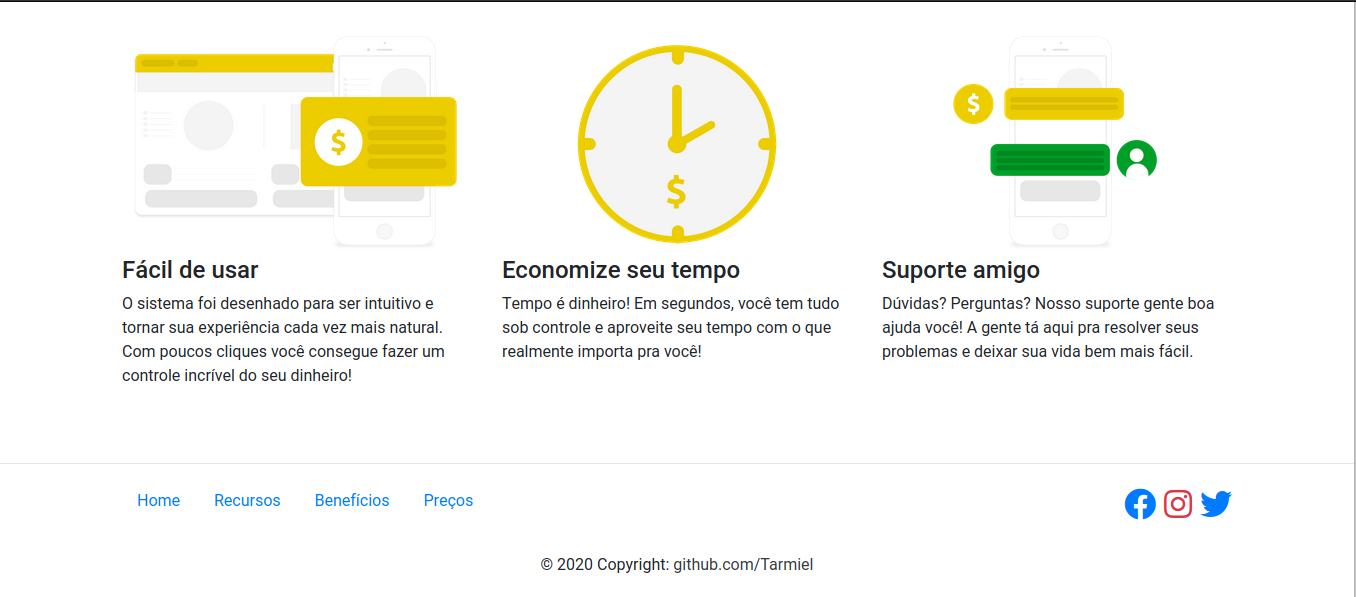 $
$
$
Fácil de usar
O sistema foi desenhado para ser intuitivo e
tornar sua experiência cada vez mais natural.
Com poucos cliques você consegue fazer um
controle incrível do seu dinheiro!
Economize seu tempo
Tempo é dinheiro! Em segundos, você tem tudo
sob controle e aproveite seu tempo com o que
realmente importa pra você!
Suporte amigo
Dúvidas? Perguntas? Nosso suporte gente boa
ajuda você! A gente tá aqui pra resolver seus
problemas e deixar sua vida bem mais fácil.
Home Recursos Benefícios Preços
© 2020 Copyright: github.com/Tarmiel